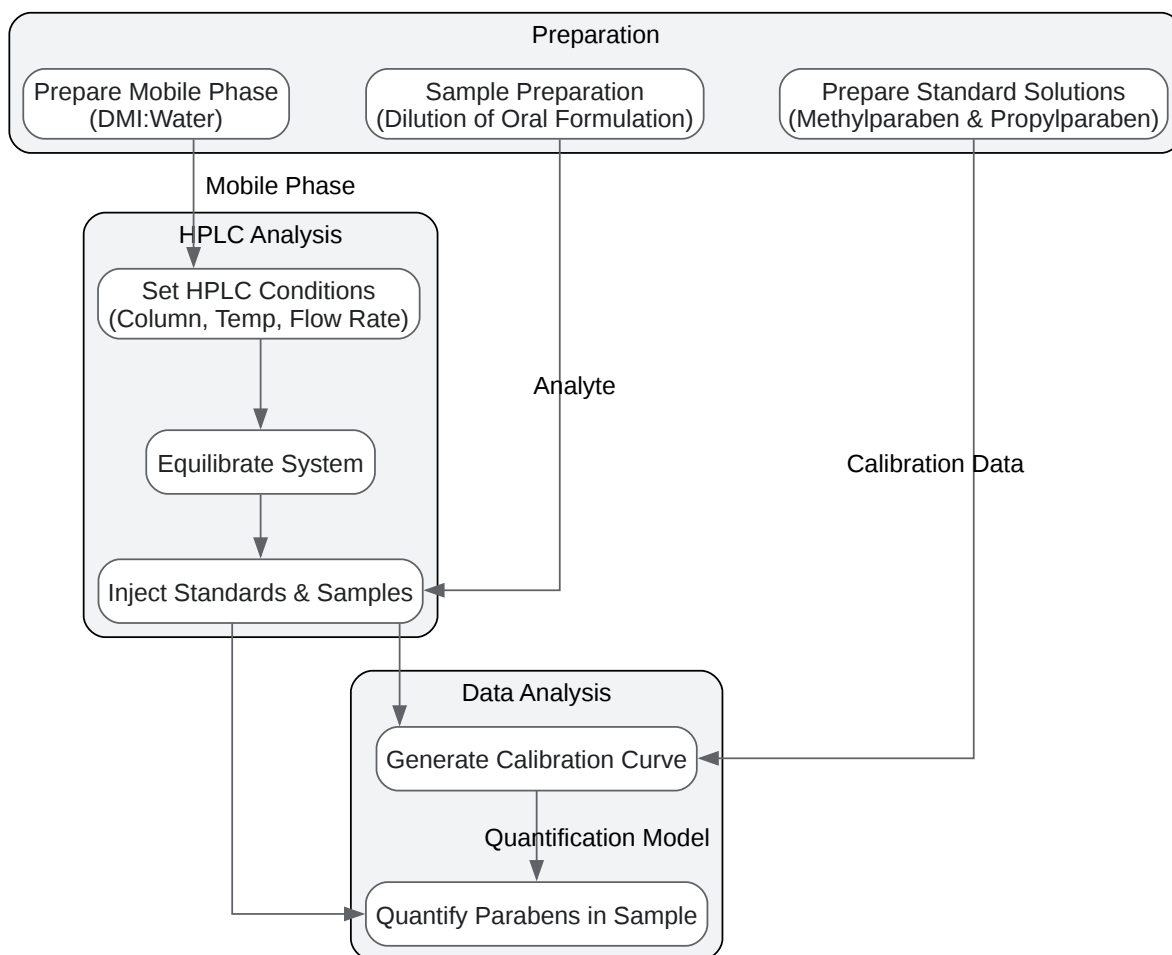 Preparation
Prepare Mobile Phase
(DMI:Water)
Sample Preparation
(Dilution of Oral Formulation)
Prepare Standard Solutions
(Methylparaben & Propylparaben)
Mobile Phase
HPLC Analysis
Set HPLC Conditions
(Column, Temp, Flow Rate)
Analyte
Equilibrate System
Calibration Data
Inject Standards & Samples
Data Analysis
Generate Calibration Curve
Quantification Model
Quantify Parabens in Sample